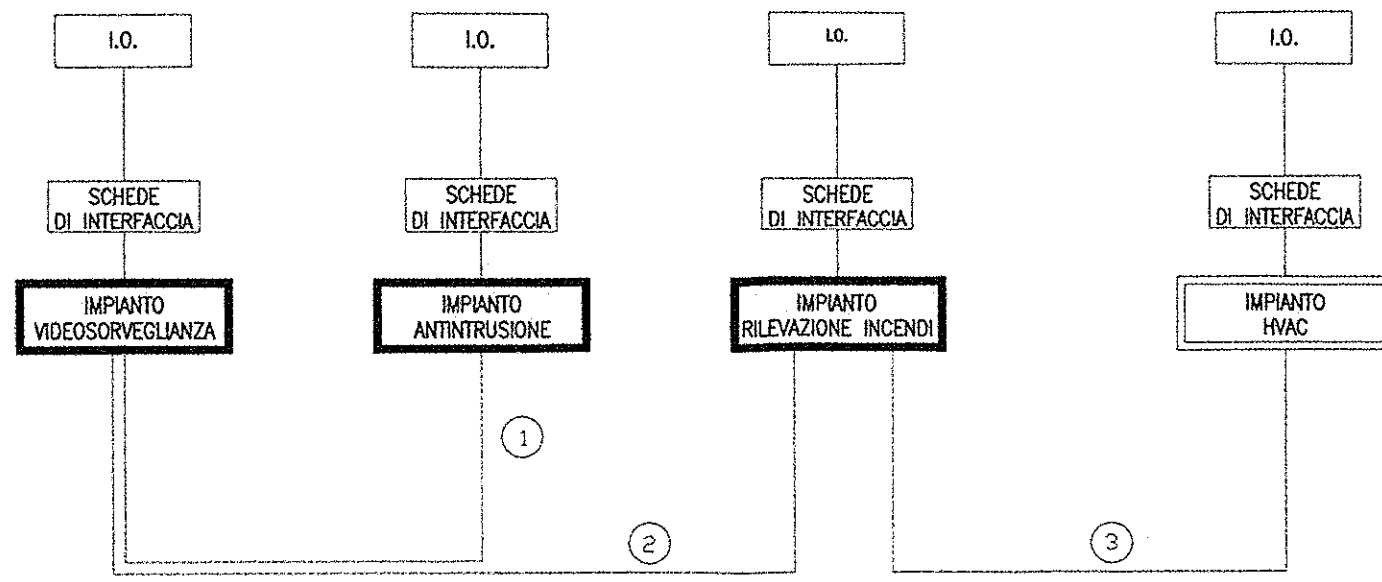 I.O.
I.O.
I.O.
I.O.
SCHEDE
DI INTERFACCIA
SCHEDE
DI INTERFACCIA
SCHEDE
DI INTERFACCIA
SCHEDE
DI INTERFACCIA
IMPIANTO
VIDEOSORVEGLIANZA
IMPIANTO
ANTINTRUSIONE
IMPIANTO
RILEVAZIONE INCENDI
IMPIANTO
HVAC
1
2
3